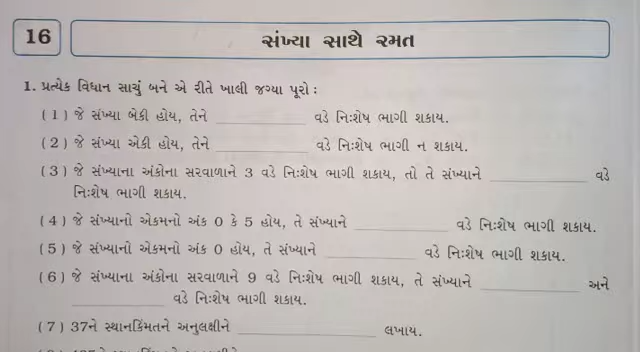 16
સંખ્યા સાથે રમત
1. પ્રત્યેક વિધાન સાચું બને એ રીતે ખાલી જગ્યા પૂરો :
(1) જે સંખ્યા બેકી હોય, તેને ____________ વડે નિઃશેષ ભાગી શકાય.
(2) જે સંખ્યા એકી હોય, તેને ____________ વડે નિઃશેષ ભાગી ન શકાય.
(3) જે સંખ્યાના અંકોના સરવાળાને 3 વડે નિઃશેષ ભાગી શકાય, તો તે સંખ્યાને ____________ વડે
નિઃશેષ ભાગી શકાય.
(4) જે સંખ્યાનો એકમનો અંક 0 કે 5 હોય, તે સંખ્યાને ____________ વડે નિઃશેષ ભાગી શકાય.
(5) જે સંખ્યાનો એકમનો અંક 0 હોય, તે સંખ્યાને ____________ વડે નિઃશેષ ભાગી શકાય.
(6) જે સંખ્યાના અંકોના સરવાળાને 9 વડે નિઃશેષ ભાગી શકાય, તે સંખ્યાને ____________ અને
____________ વડે નિઃશેષ ભાગી શકાય.
(7) 37ને સ્થાનકિંમતને અનુલક્ષીને ____________ લખાય.